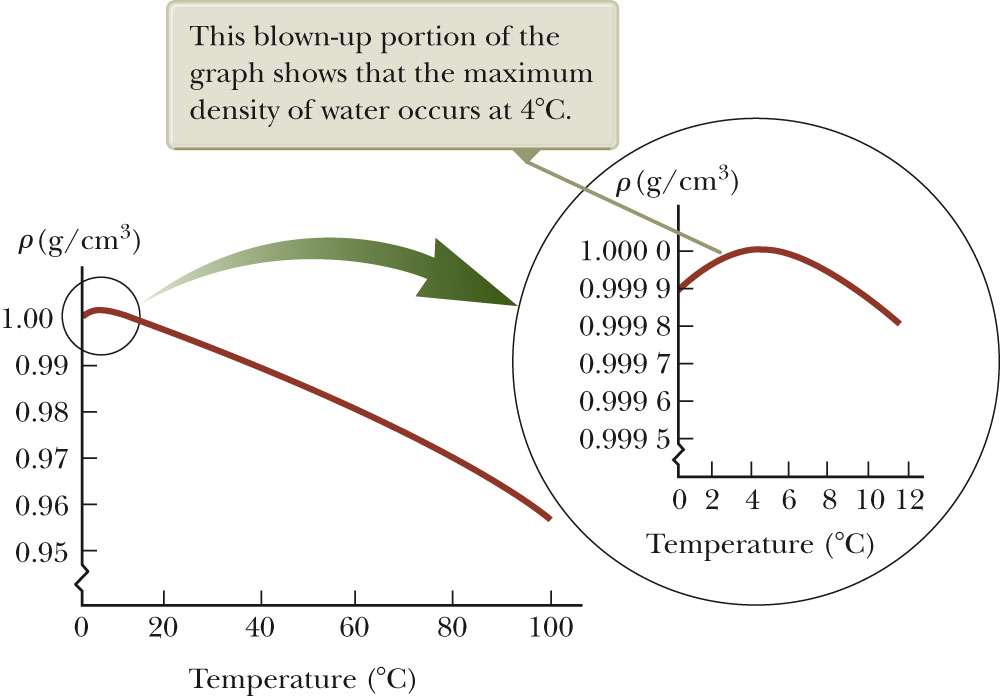 This blown-up portion of the
graph shows that the maximum
density of water occurs at 4°C.
ρ (g/cm³)
1.00
0.99
0.98
0.97
0.96
0.95
0 20 40 60 80 100
Temperature (°C)
ρ (g/cm³)
1.000 0
0.999 9
0.999 8
0.999 7
0.999 6
0.999 5
0 2 4 6 8 10 12
Temperature (°C)